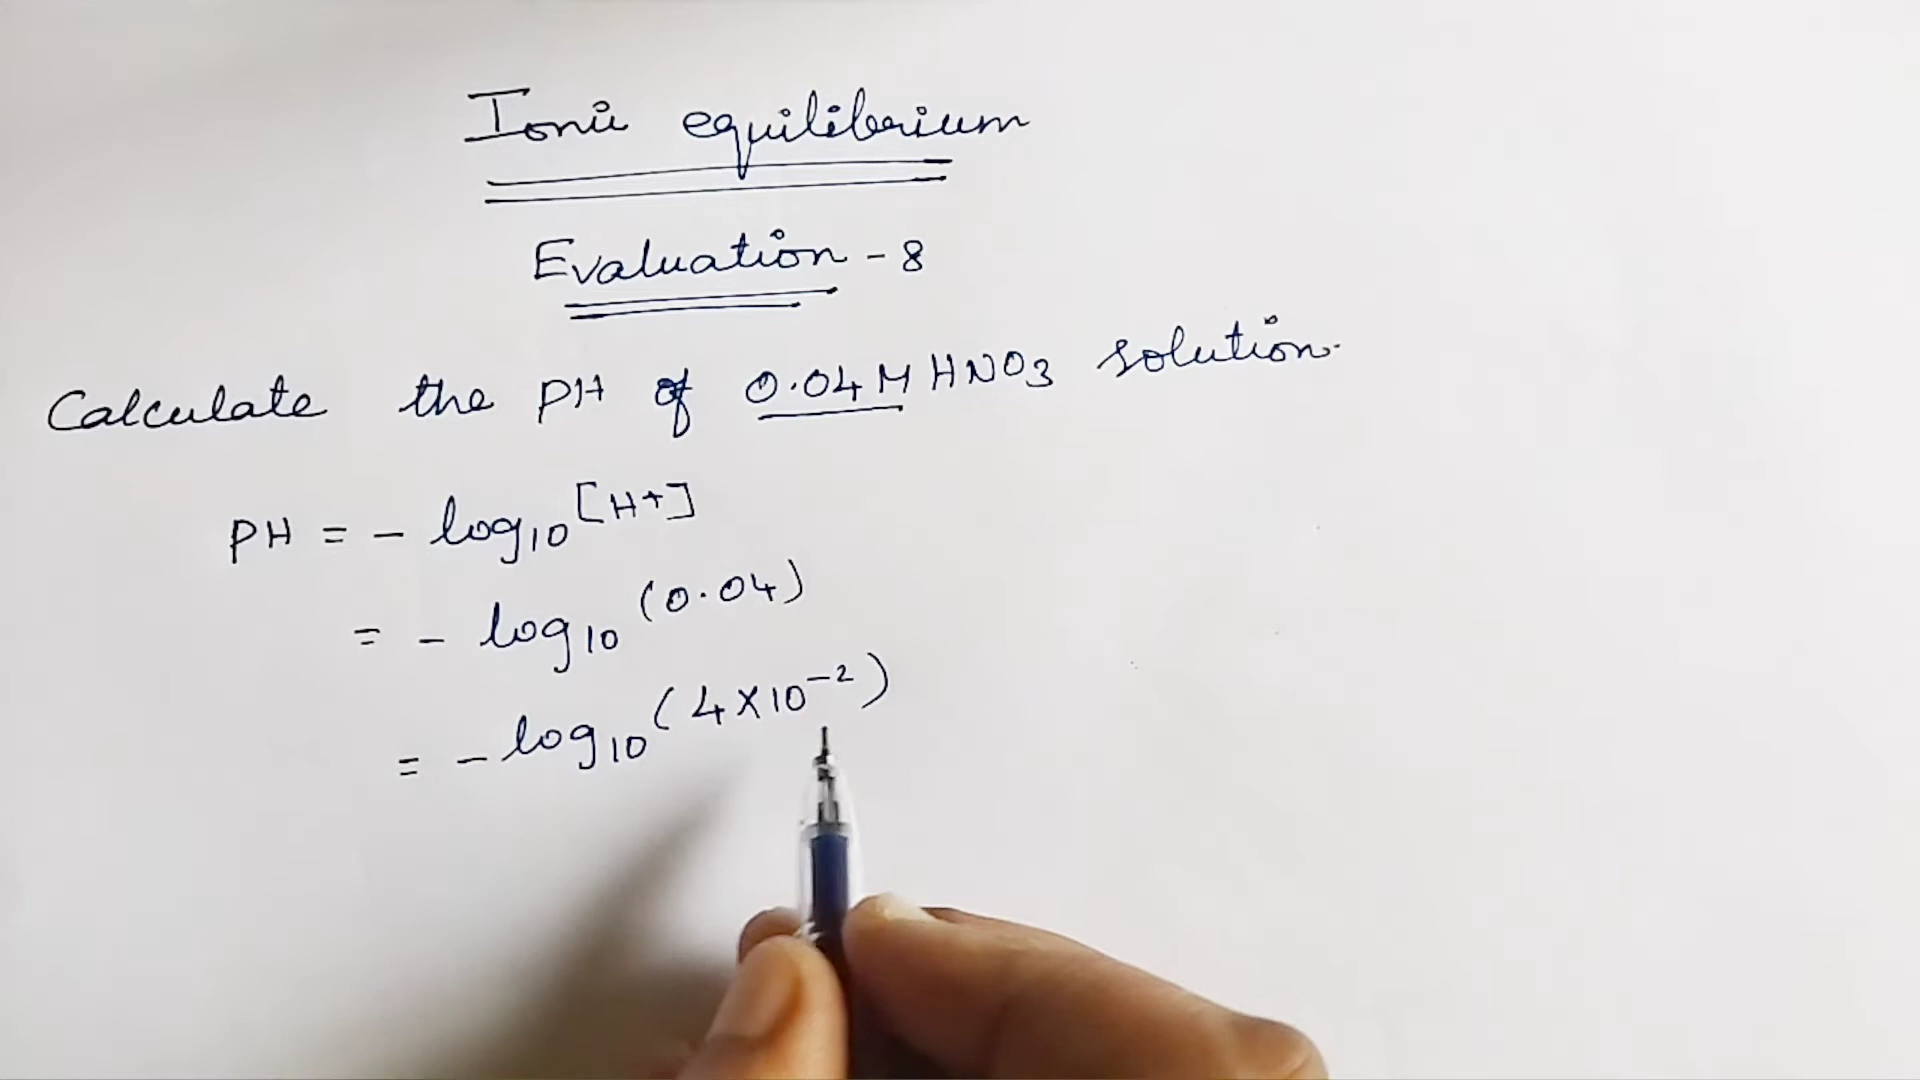 Ionic equilibrium
Evaluation - 8
Calculate the PH of 0.04M HNO3 solution.
PH = - log10 [H+]
= - log10 (0.04)
= - log10 (4×10⁻²)